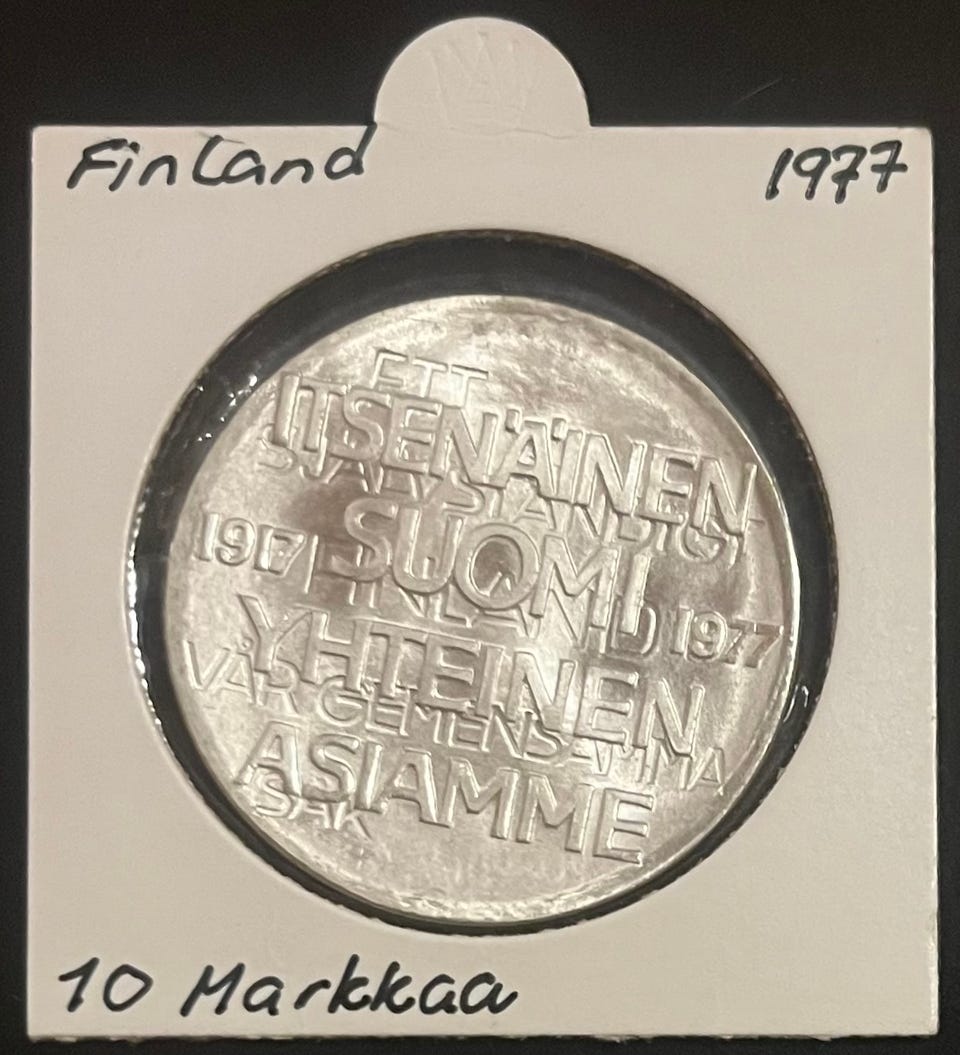 Finland 1977
ETT
ITSENÄINEN
SJÄLVSTÄNDIGT
SUOMI
1917 FINLAND 1977
YHTEINEN
VÅR GEMENSAMMA
ASIAMME
SAK
10 Markkaa